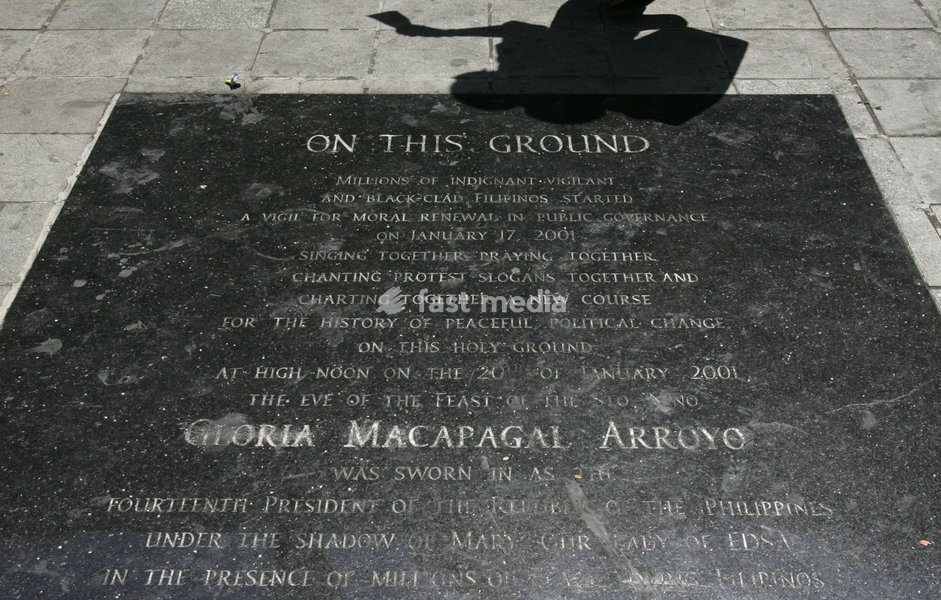 ON THIS GROUND
MILLIONS OF INDIGNANT, VIGILANT
AND BLACK-CLAD FILIPINOS STARTED
A VIGIL FOR MORAL RENEWAL IN PUBLIC GOVERNANCE
ON JANUARY 17, 2001
SINGING TOGETHER, PRAYING TOGETHER,
CHANTING PROTEST SLOGANS TOGETHER AND
CHARTING TOGETHER A NEW COURSE
fast media
FOR THE HISTORY OF PEACEFUL POLITICAL CHANGE.
ON THIS HOLY GROUND
AT HIGH NOON ON THE 20TH OF JANUARY 2001
THE EVE OF THE FEAST OF THE STO. NIÑO
GLORIA MACAPAGAL ARROYO
WAS SWORN IN AS THE
FOURTEENTH PRESIDENT OF THE REPUBLIC OF THE PHILIPPINES
UNDER THE SHADOW OF MARY, OUR LADY OF EDSA
IN THE PRESENCE OF MILLIONS OF PEACE LOVING FILIPINOS.